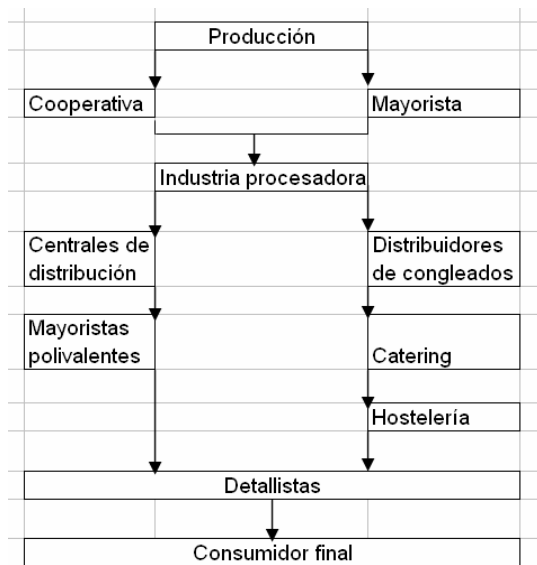 Producción
Cooperativa
Mayorista
Industria procesadora
Centrales de
distribución
Distribuidores
de congleados
Mayoristas
polivalentes
Catering
Hostelería
Detallistas
Consumidor final